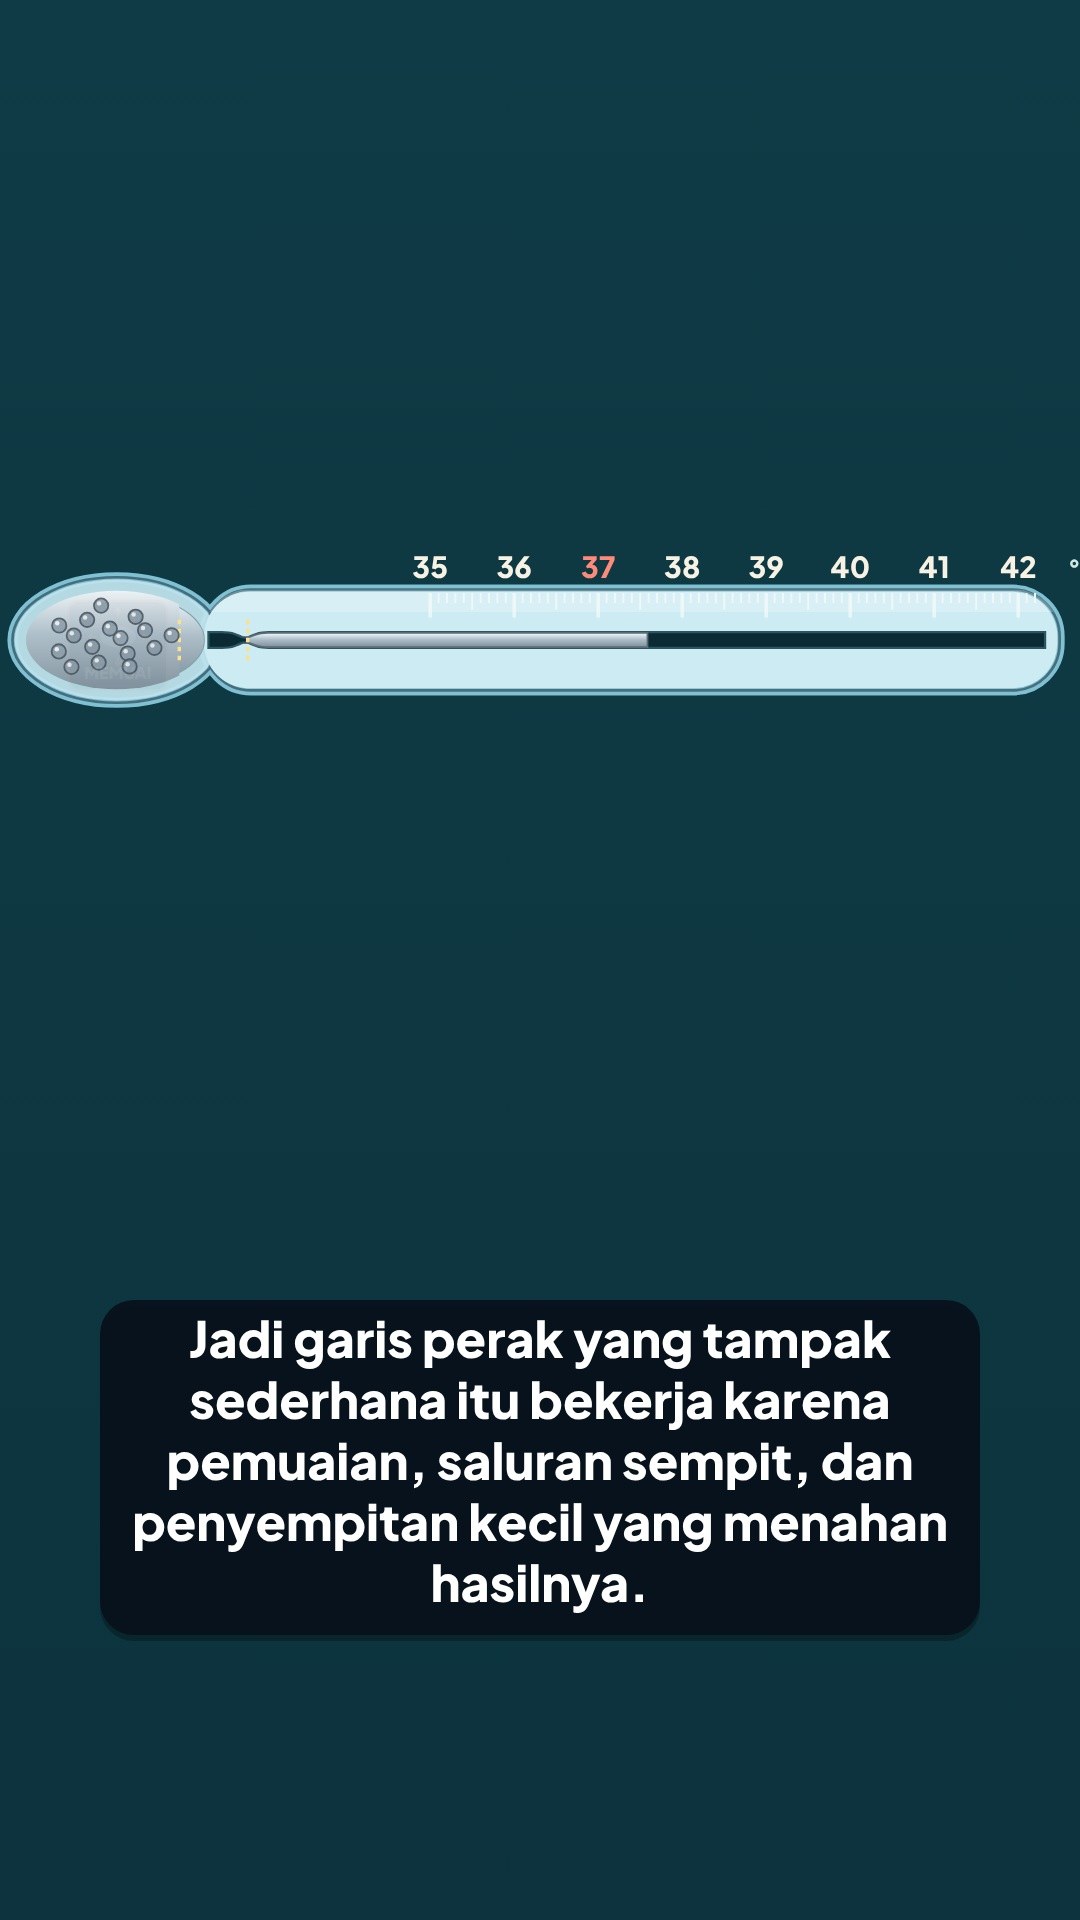 35 36 37 38 39 40 41 42 °
Jadi garis perak yang tampak
sederhana itu bekerja karena
pemuaian, saluran sempit, dan
penyempitan kecil yang menahan
hasilnya.